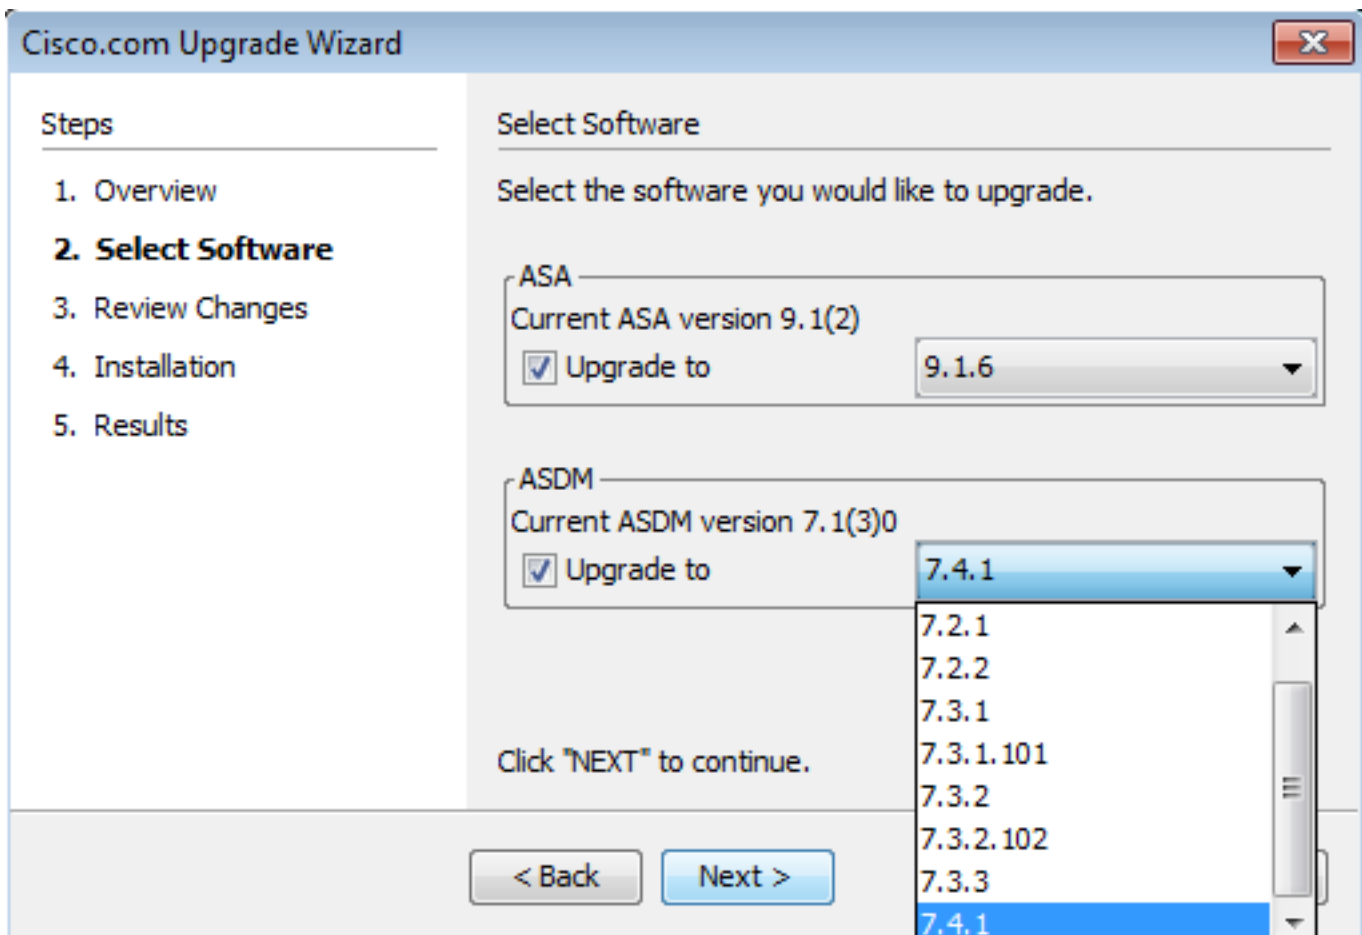 Cisco.com Upgrade Wizard
Steps
1. Overview
2. Select Software
3. Review Changes
4. Installation
5. Results
Select Software
Select the software you would like to upgrade.
ASA
Current ASA version 9.1(2)
Upgrade to
9.1.6
ASDM
Current ASDM version 7.1(3)0
Upgrade to
7.4.1
7.2.1
7.2.2
7.3.1
7.3.1.101
7.3.2
7.3.2.102
7.3.3
7.4.1
Click "NEXT" to continue.
< Back
Next >